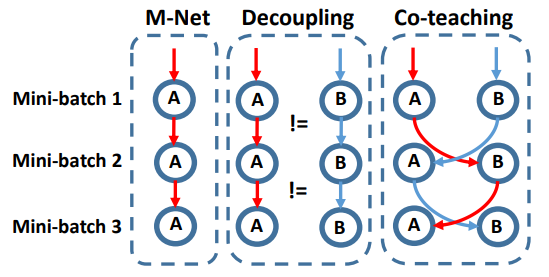 M-Net Decoupling Co-teaching
Mini-batch 1 A A B A B
!=
Mini-batch 2 A A B A B
!=
Mini-batch 3 A A B A B